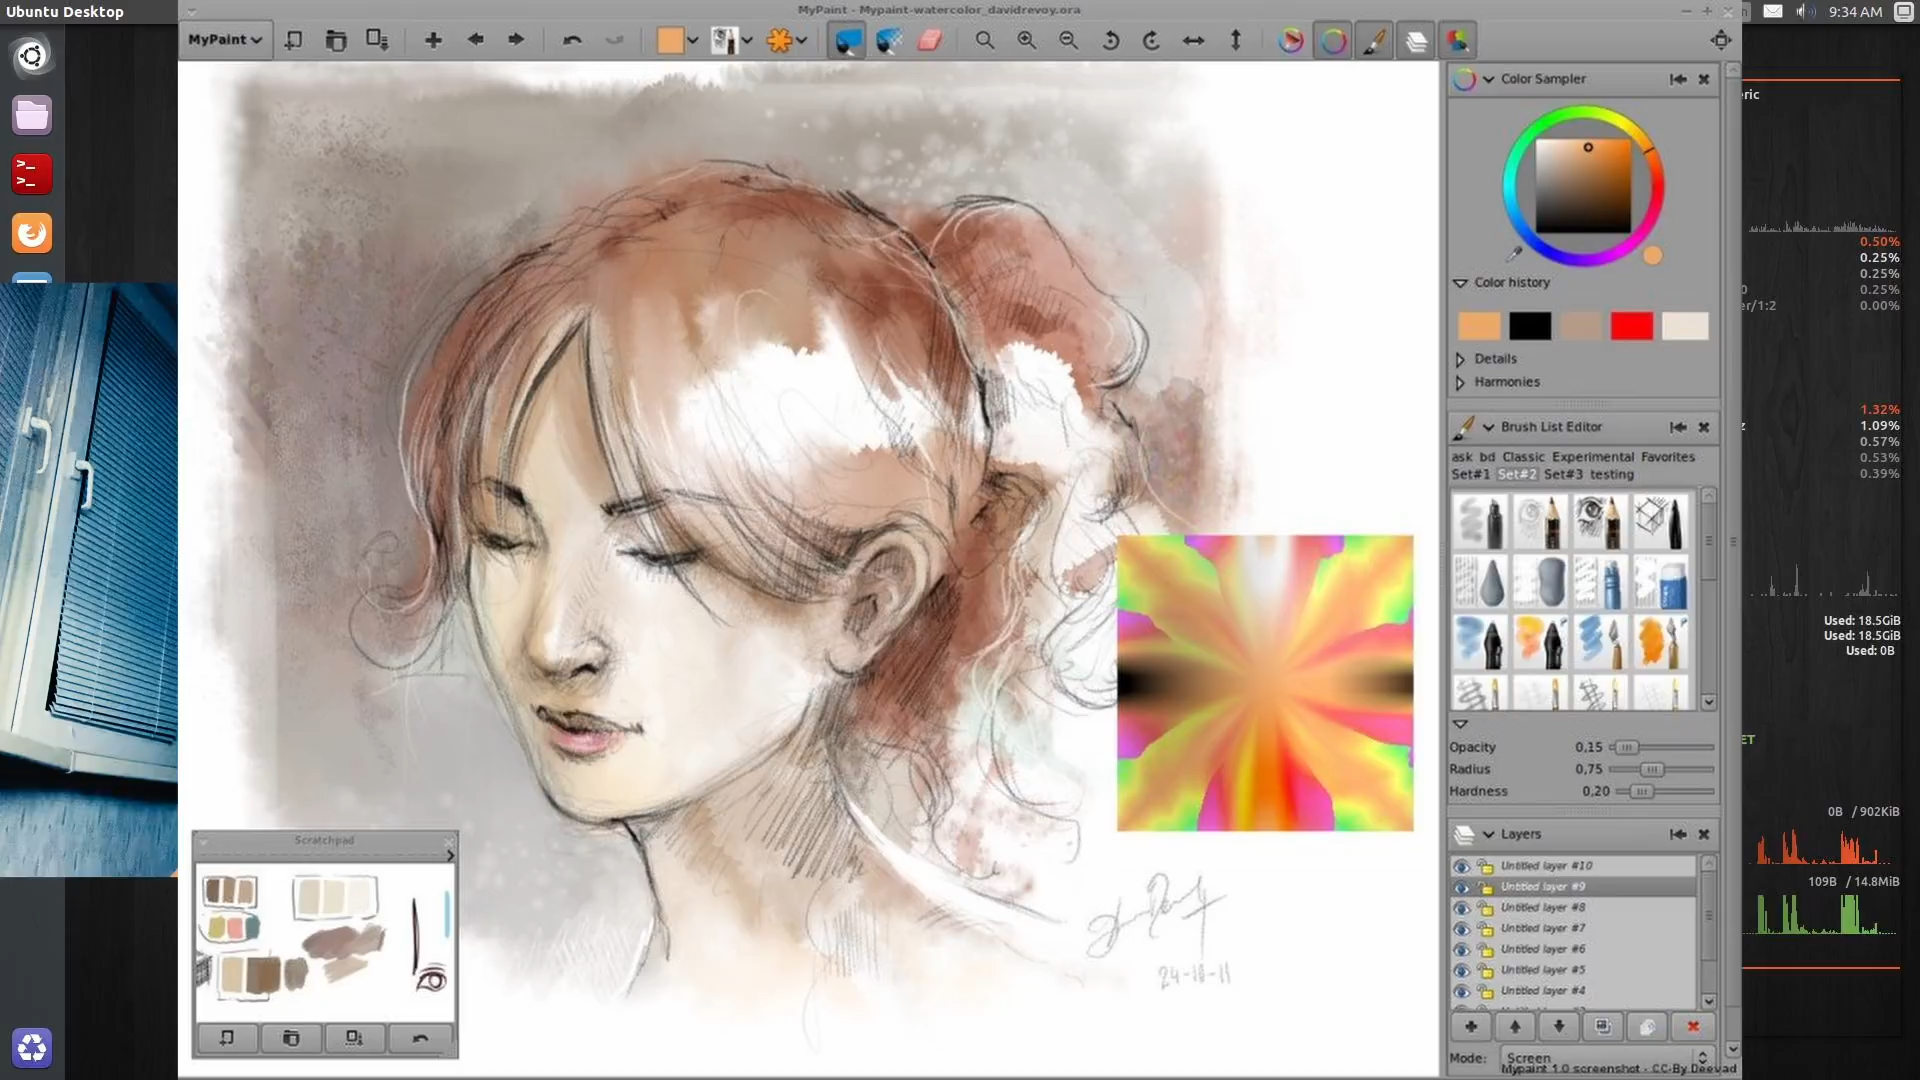 Ubuntu Desktop
MyPaint - Mypaint-watercolor_davidrevoy.ora
9:34 AM
MyPaint
Color Sampler
Color history
Details
Harmonies
Brush List Editor
ask bd Classic Experimental Favorites
Set#1 Set#2 Set#3 testing
Opacity 0,15
Radius 0,75
Hardness 0,20
Layers
Untitled layer #10
Untitled layer #9
Untitled layer #8
Untitled layer #7
Untitled layer #6
Untitled layer #5
Untitled layer #4
Mode: Screen
Mypaint 1.0 screenshot - CC-By Deevad
Scratchpad
24-10-11
ric
0.50%
0.25%
0.25%
0.25%
er/1:2 0.00%
1.32%
1.09%
0.57%
0.53%
0.39%
Used: 18.5GiB
Used: 18.5GiB
Used: 0B
ET
0B / 902KiB
109B / 14.8MiB